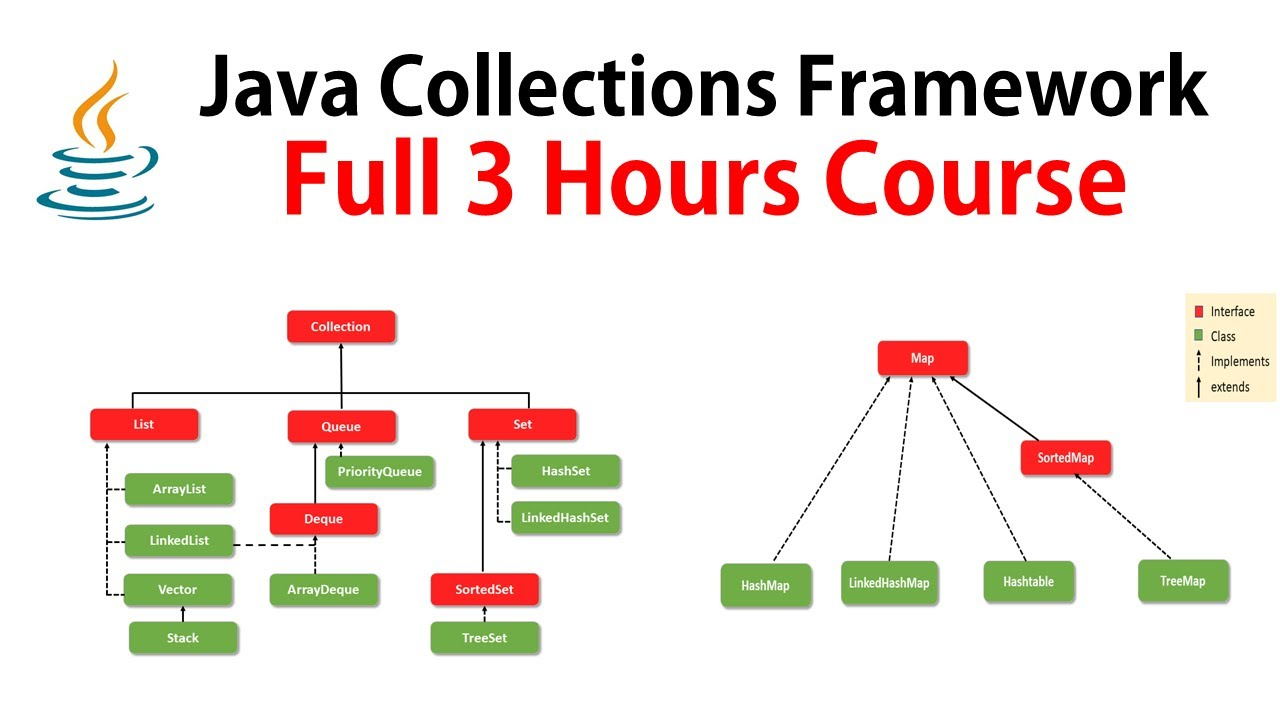 Java Collections Framework
Full 3 Hours Course
Interface
Class
Implements
extends
Collection
List
Queue
Set
PriorityQueue
HashSet
ArrayList
Deque
LinkedHashSet
LinkedList
Vector
ArrayDeque
SortedSet
Stack
TreeSet
Map
SortedMap
HashMap
LinkedHashMap
Hashtable
TreeMap